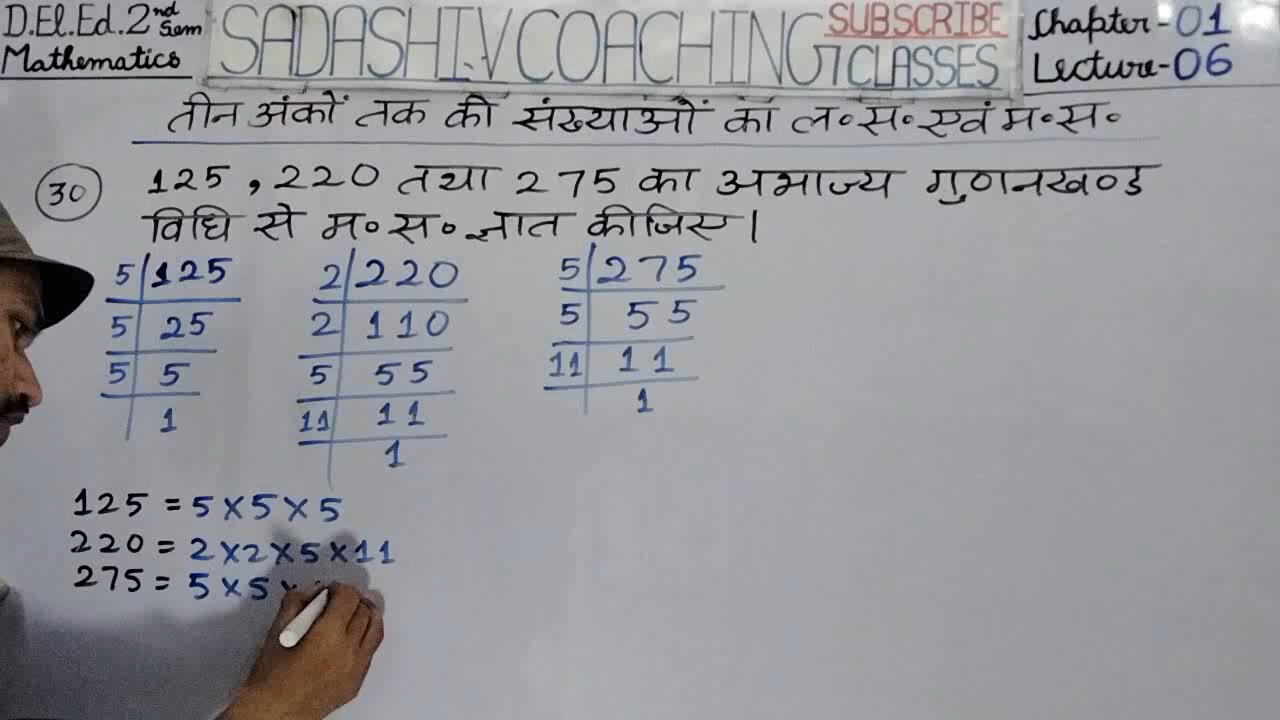 D.El.Ed. 2nd Sem
Mathematics
SADASHIV COACHING CLASSES
SUBSCRIBE
Chapter-01
Lecture-06
तीन अंकों तक की संख्याओं का ल॰स॰ एवं म॰स॰
30 125, 220 तथा 275 का अभाज्य गुणनखण्ड
विधि से म॰स॰ ज्ञात कीजिए।
5 | 125
5 | 25
5 | 5
1
2 | 220
2 | 110
5 | 55
11 | 11
1
5 | 275
5 | 55
11 | 11
1
125 = 5 × 5 × 5
220 = 2 × 2 × 5 × 11
275 = 5 × 5 ×